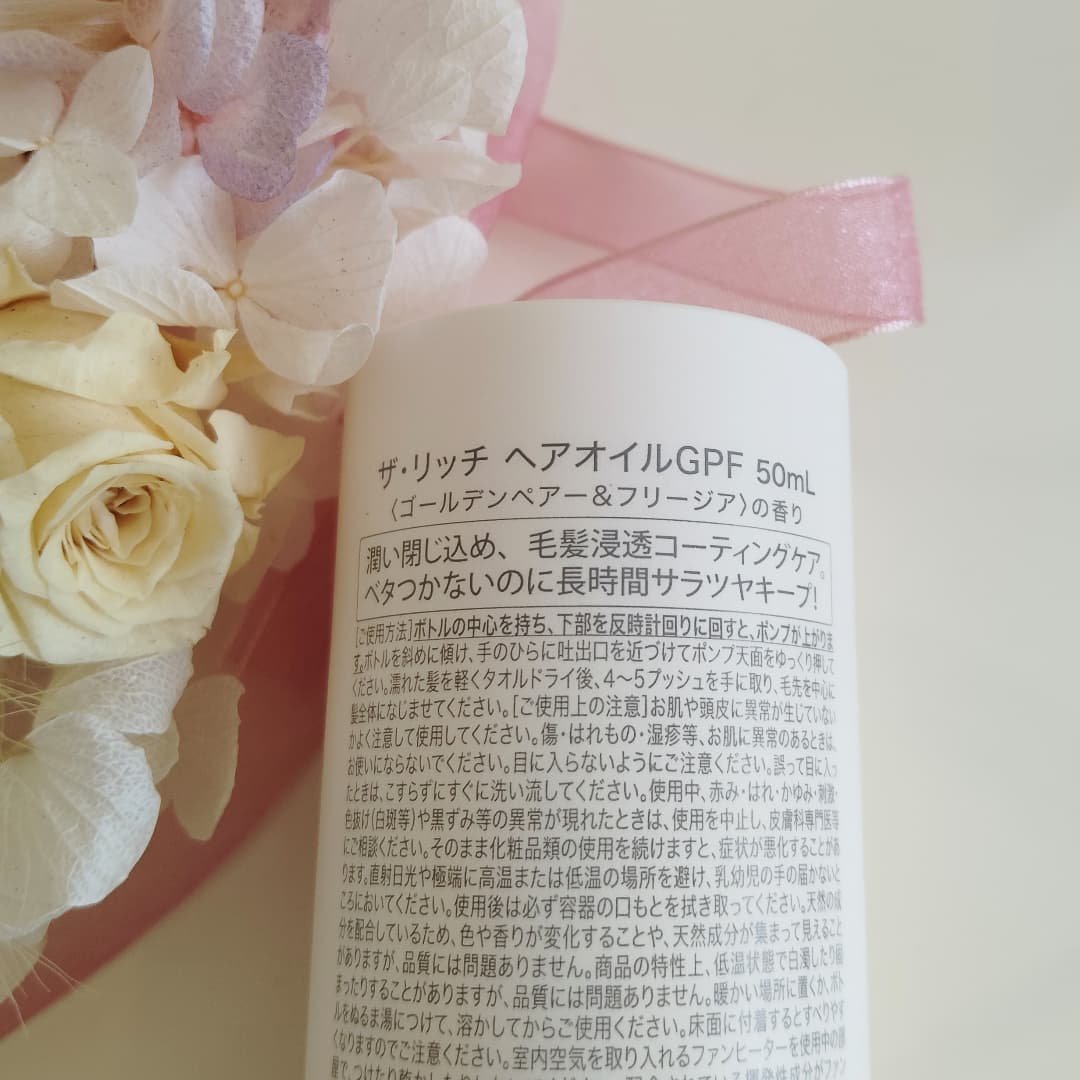 ザ・リッチ ヘアオイルGPF 50mL
〈ゴールデンペアー&フリージア〉の香り
潤い閉じ込め、毛髪浸透コーティングケア。
ベタつかないのに長時間サラツヤキープ!
[ご使用方法]ボトルの中心を持ち、下部を反時計回りに回すと、ポンプが上がりま
す。ボトルを斜めに傾け、手のひらに吐出口を近づけてポンプ天面をゆっくり押して
ください。濡れた髪を軽くタオルドライ後、4〜5プッシュを手に取り、毛先を中心に
髪全体になじませてください。[ご使用上の注意]お肌や頭皮に異常が生じていない
かよく注意して使用してください。傷・はれもの・湿疹等、お肌に異常のあるときは、
お使いにならないでください。目に入らないようにご注意ください。誤って目に入っ
たときは、こすらずにすぐに洗い流してください。使用中、赤み・はれ・かゆみ・刺激・
色抜け(白斑等)や黒ずみ等の異常が現れたときは、使用を中止し、皮膚科専門医等
にご相談ください。そのまま化粧品類の使用を続けますと、症状が悪化することがあ
ります。直射日光や極端に高温または低温の場所を避け、乳幼児の手の届かないと
ころにおいてください。使用後は必ず容器の口もとを拭き取ってください。天然の成
分を配合しているため、色や香りが変化することや、天然成分が集まって見えること
がありますが、品質には問題ありません。商品の特性上、低温状態で白濁したり固
まったりすることがありますが、品質には問題ありません。暖かい場所に置くか、ボト
ルをぬるま湯につけて、溶かしてからご使用ください。床面に付着するとすべりやす
くなりますのでご注意ください。室内空気を取り入れるファンヒーターを使用中の部
屋で、つけたり乾かしたりしな